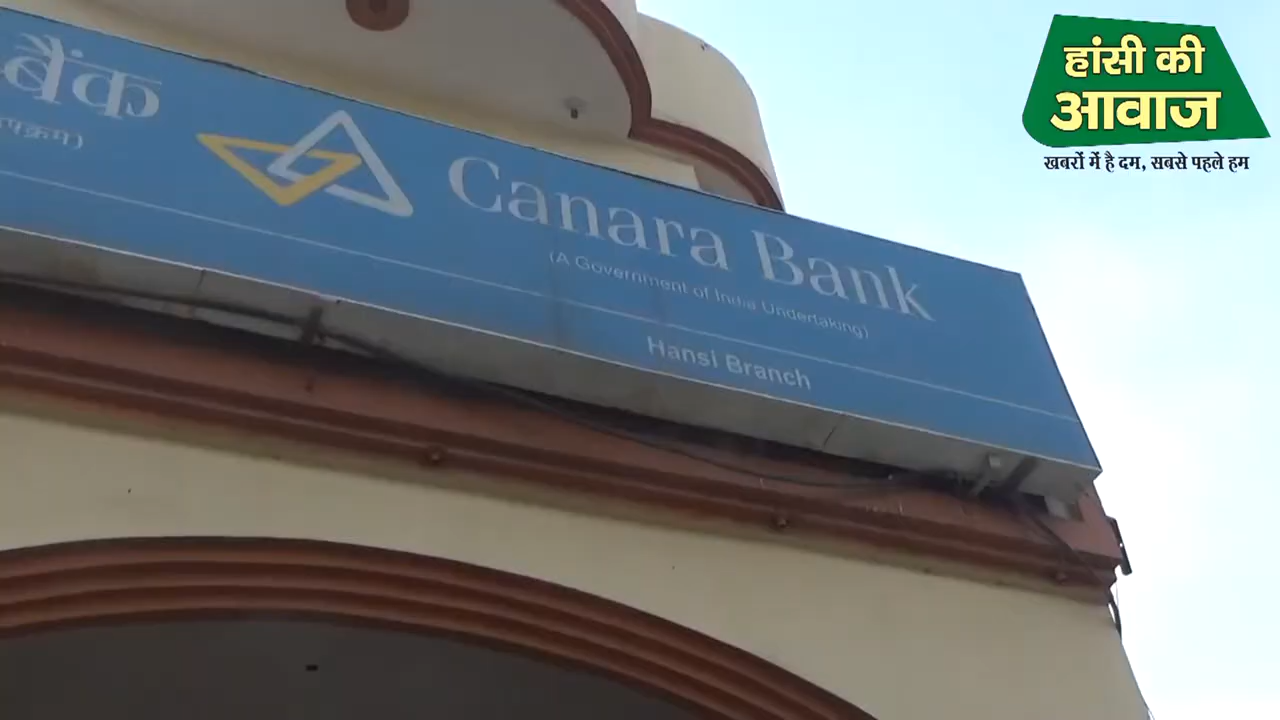 बैंक
Canara Bank
(A Government of India Undertaking)
Hansi Branch
हांसी की
आवाज
खबरों में है दम, सबसे पहले हम